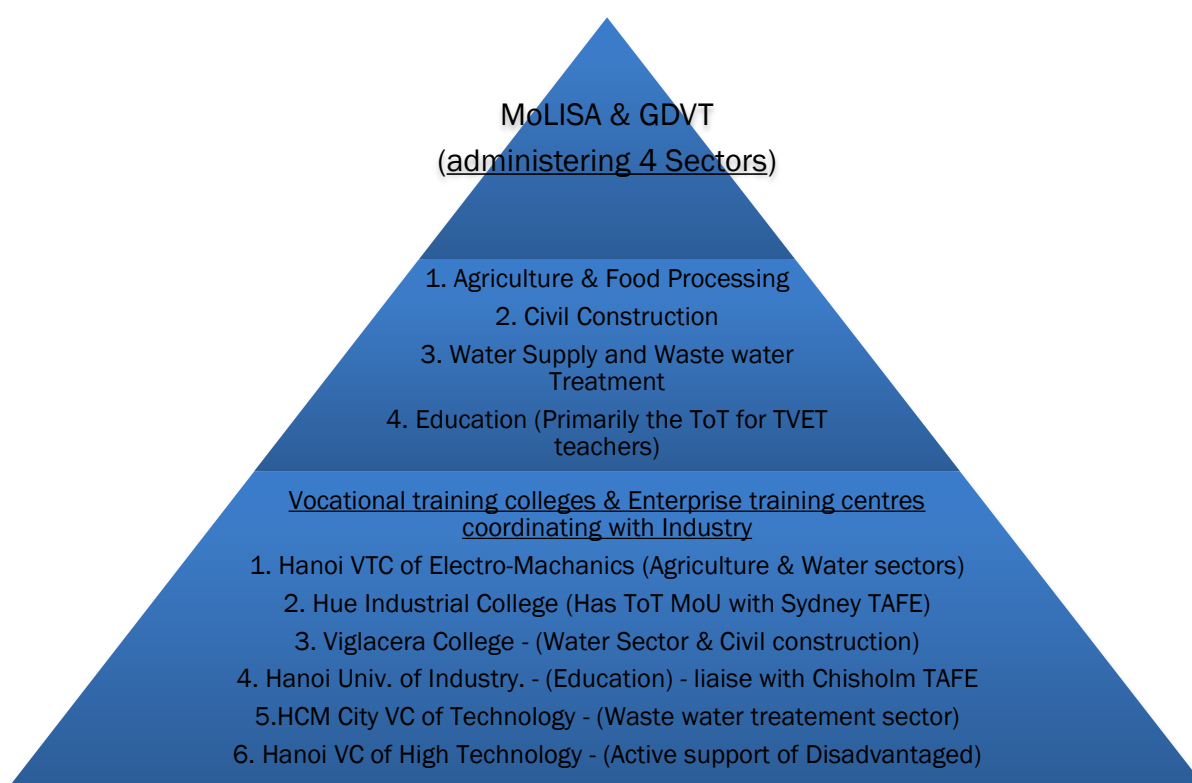 MoLISA & GDVT
(administering 4 Sectors)
1. Agriculture & Food Processing
2. Civil Construction
3. Water Supply and Waste water
Treatment
4. Education (Primarily the ToT for TVET
teachers)
Vocational training colleges & Enterprise training centres
coordinating with Industry
1. Hanoi VTC of Electro-Machanics (Agriculture & Water sectors)
2. Hue Industrial College (Has ToT MoU with Sydney TAFE)
3. Viglacera College - (Water Sector & Civil construction)
4. Hanoi Univ. of Industry. - (Education) - liaise with Chisholm TAFE
5.HCM City VC of Technology - (Waste water treatement sector)
6. Hanoi VC of High Technology - (Active support of Disadvantaged)